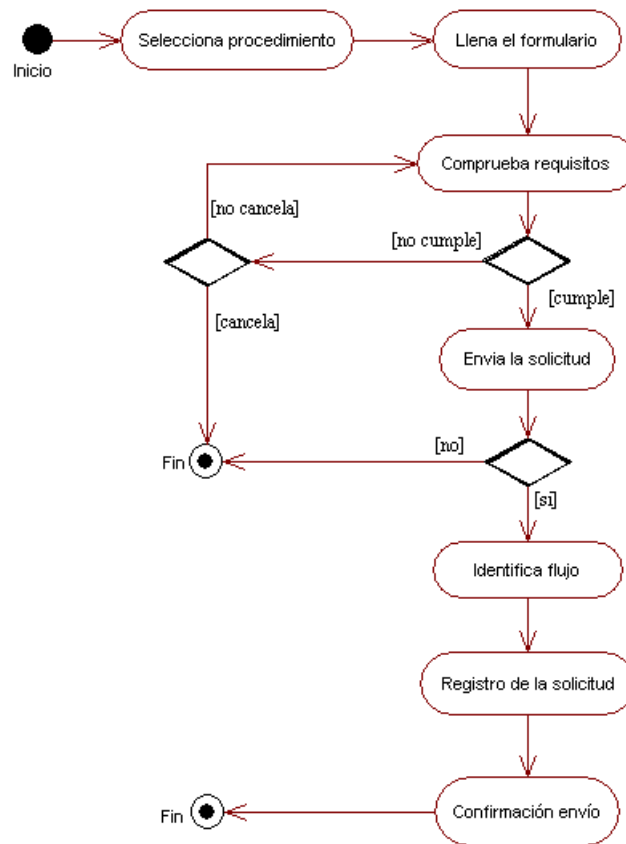 Selecciona procedimiento
Llena el formulario
Inicio
Comprueba requisitos
[no cancela]
[no cumple]
[cumple]
[cancela]
Envia la solicitud
[no]
Fin
[si]
Identifica flujo
Registro de la solicitud
Confirmación envío
Fin